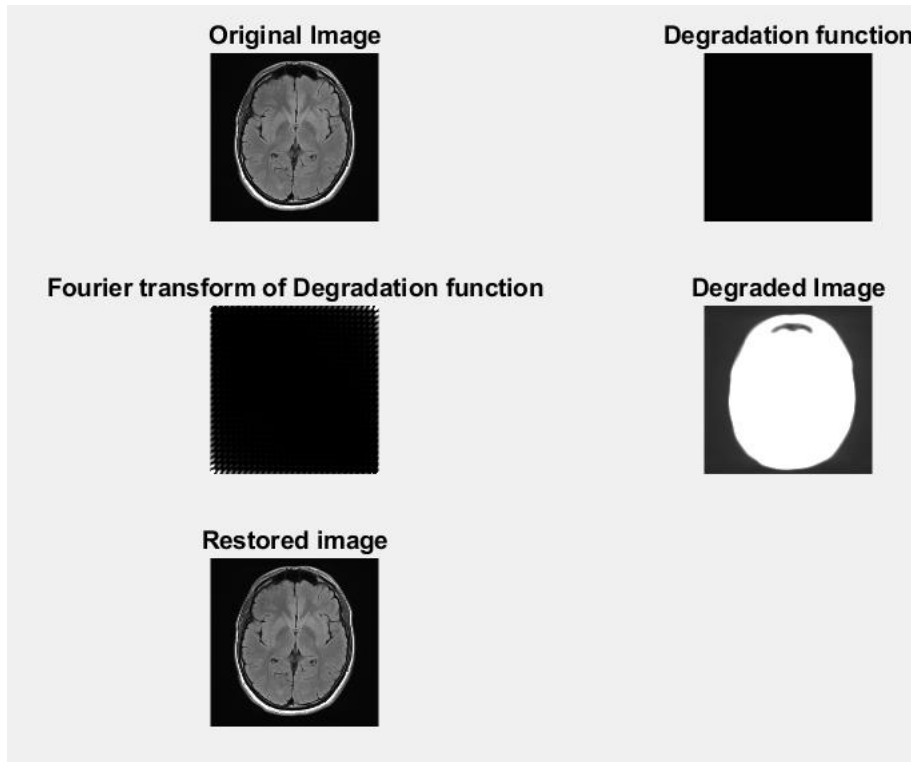 Original Image
Degradation function
Fourier transform of Degradation function
Degraded Image
Restored image